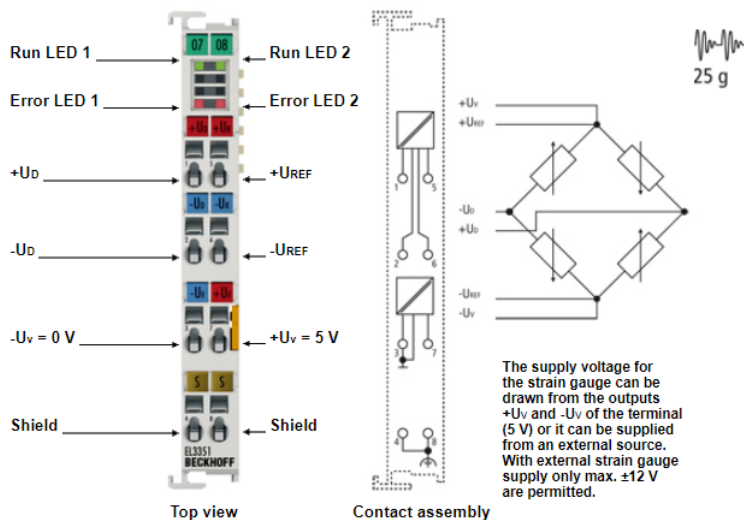 07 08
Run LED 1
Run LED 2
Error LED 1
Error LED 2
+UD +UR
1 5
+UD
+UREF
-UD -UR
-UD
-UREF
-UV +UV
-Uv = 0 V
+Uv = 5 V
S S
Shield
Shield
EL3351
BECKHOFF
Top view
1 5
2 6
3 7
4 8
Contact assembly
25 g
+UV
+UREF
-UD
+UD
-UREF
-UV
The supply voltage for
the strain gauge can be
drawn from the outputs
+UV and -UV of the terminal
(5 V) or it can be supplied
from an external source.
With external strain gauge
supply only max. ±12 V
are permitted.